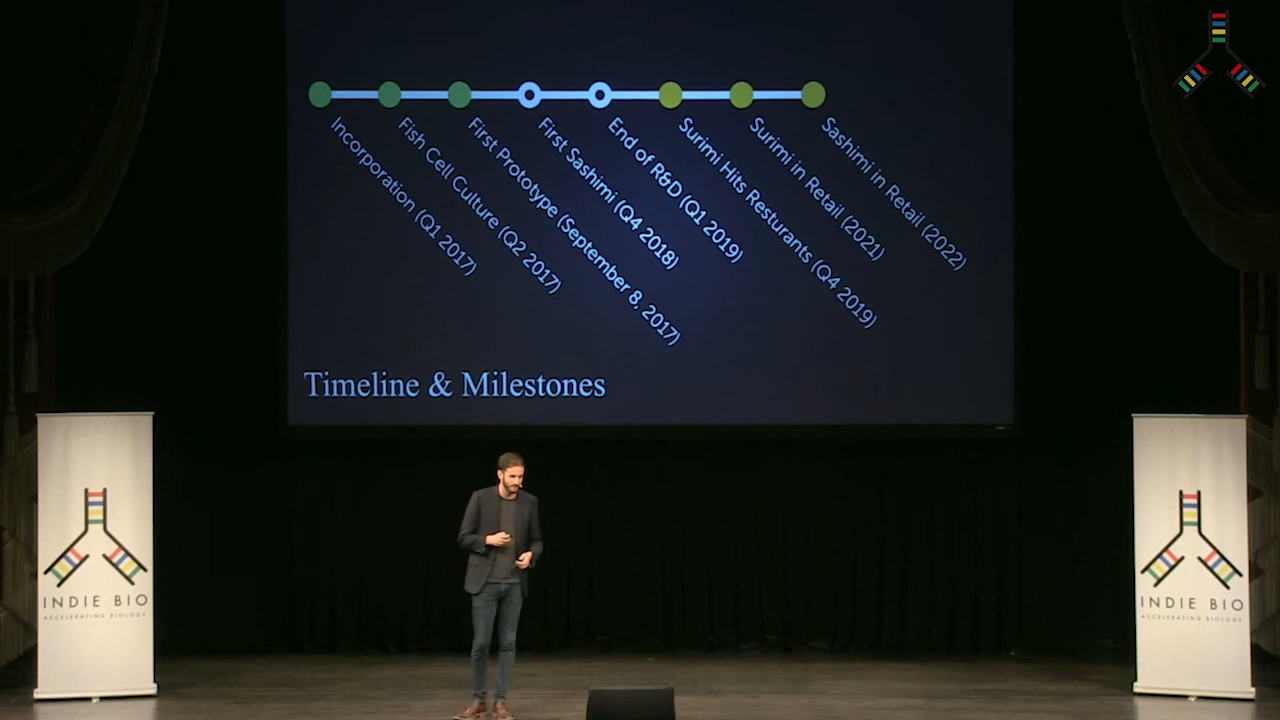 Incorporation (Q1 2017)
Fish Cell Culture (Q2 2017)
First Prototype (September 8, 2017)
First Sashimi (Q4 2018)
End of R&D (Q1 2019)
Surimi Hits Resturants (Q4 2019)
Surimi in Retail (2021)
Sashimi in Retail (2022)
Timeline & Milestones
INDIE BIO
ACCELERATING BIOLOGY
INDIE BIO
ACCELERATING BIOLOGY